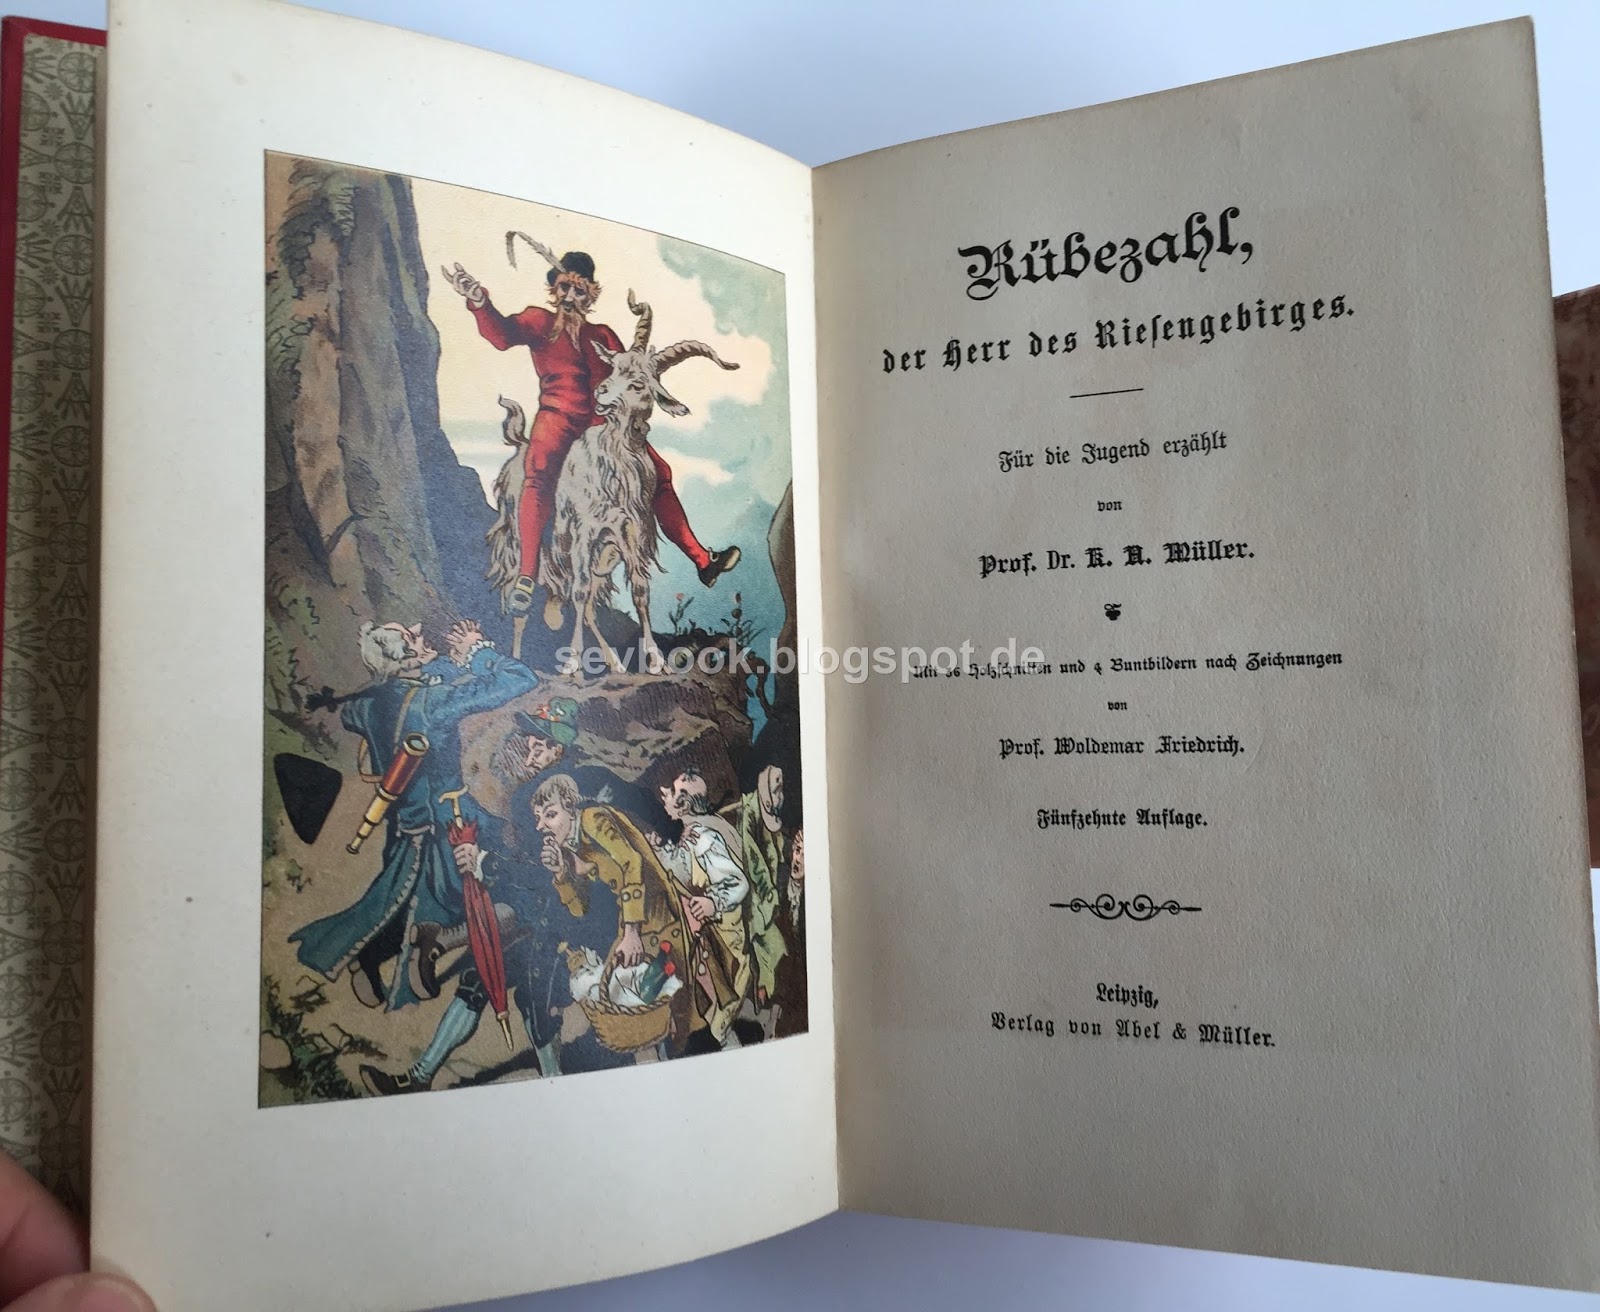 Rübezahl,
der Herr des Riesengebirges.
Für die Jugend erzählt
von
Prof. Dr. K. A. Müller.
sevbook.blogspot.de
Mit 36 Holzschnitten und 4 Buntbildern nach Zeichnungen
von
Prof. Woldemar Friedrich.
Fünfzehnte Auflage.
Leipzig,
Verlag von Abel & Müller.